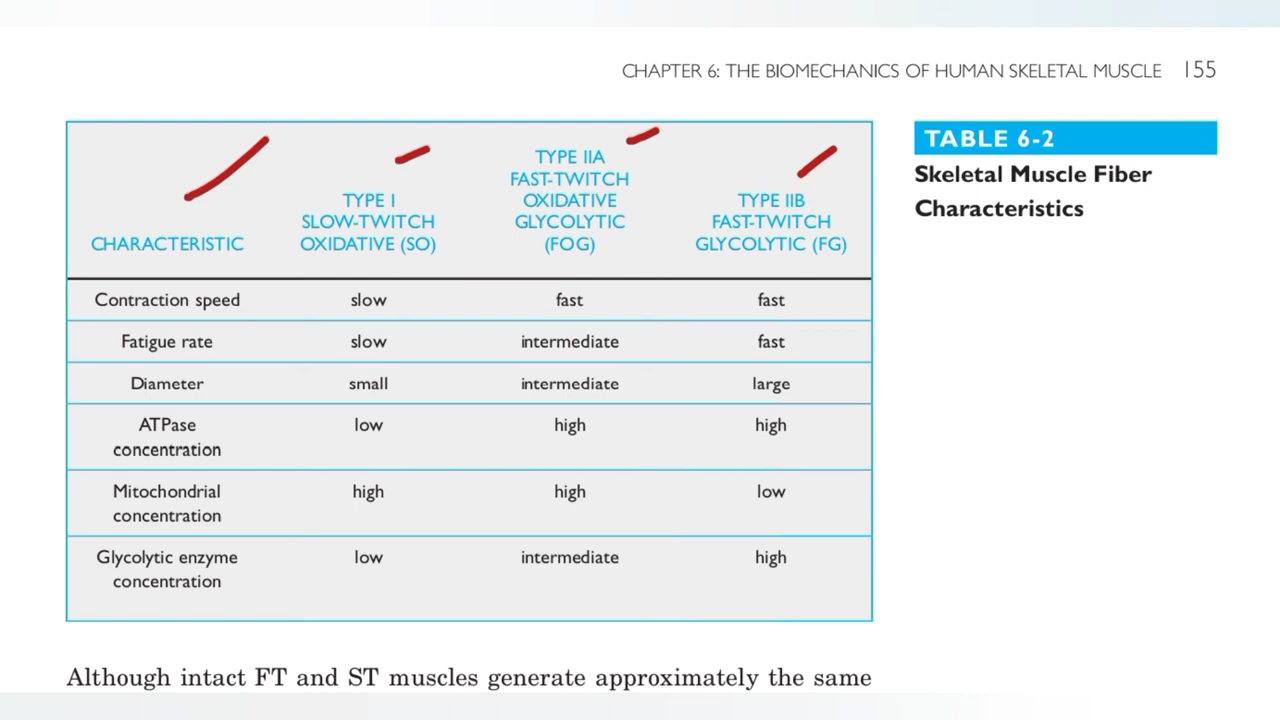 CHAPTER 6: THE BIOMECHANICS OF HUMAN SKELETAL MUSCLE 155
TABLE 6-2
Skeletal Muscle Fiber
Characteristics
CHARACTERISTIC
TYPE I
SLOW-TWITCH
OXIDATIVE (SO)
TYPE IIA
FAST-TWITCH
OXIDATIVE
GLYCOLYTIC
(FOG)
TYPE IIB
FAST-TWITCH
GLYCOLYTIC (FG)
Contraction speed slow fast fast
Fatigue rate slow intermediate fast
Diameter small intermediate large
ATPase low high high
concentration
Mitochondrial high high low
concentration
Glycolytic enzyme low intermediate high
concentration
Although intact FT and ST muscles generate approximately the same